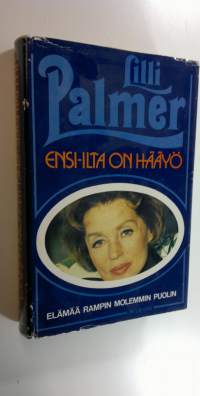 Lilli
Palmer
ENSI-ILTA ON HÄÄYÖ
ELÄMÄÄ RAMPIN MOLEMMIN PUOLIN